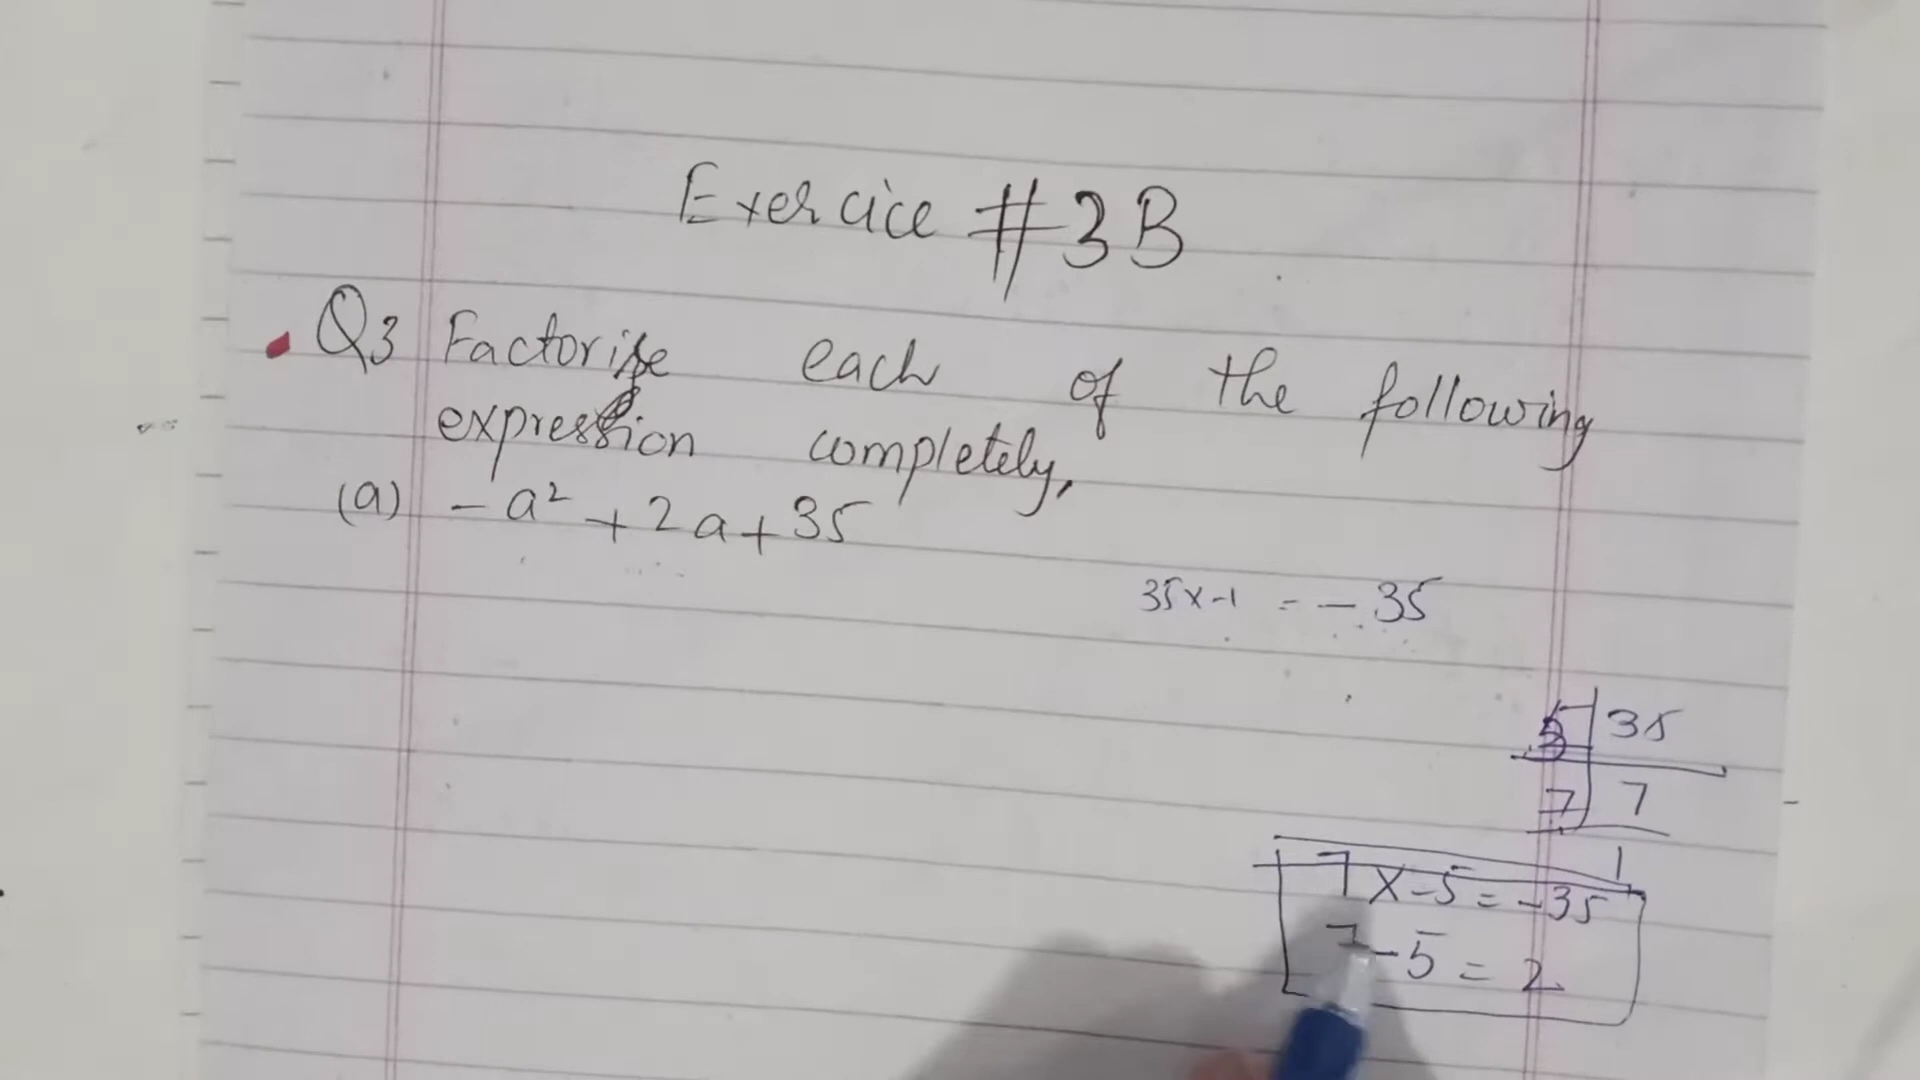 Exercice #3B
Q3 Factorise each of the following
expression completely,
(a) -a² + 2a + 35
35x-1 = -35
5 | 35
7 | 7
1
7 x -5 = -35
7 - 5 = 2